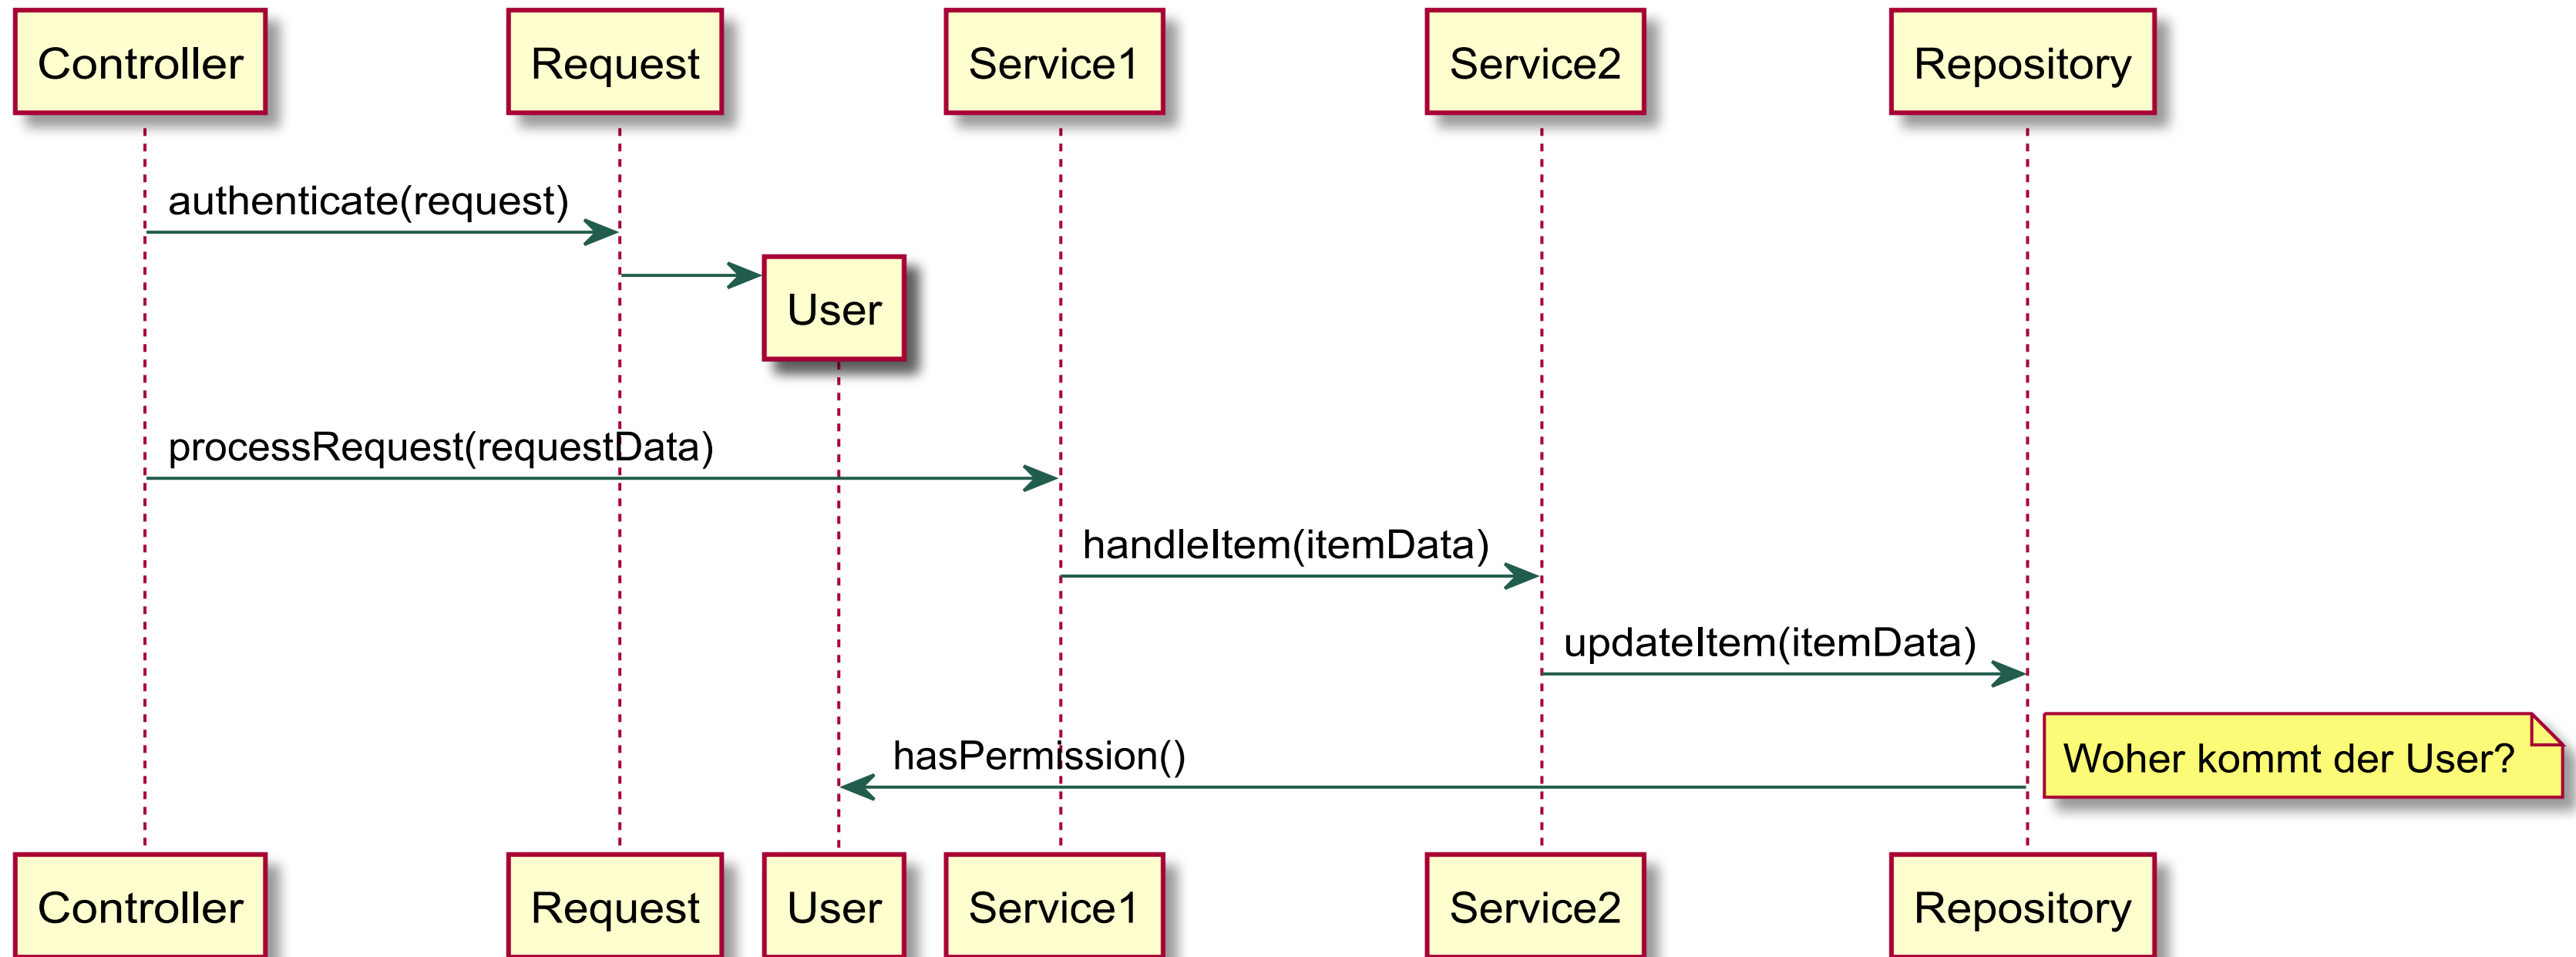 Controller
Request
Service1
Service2
Repository
authenticate(request)
User
processRequest(requestData)
handleItem(itemData)
updateItem(itemData)
hasPermission()
Woher kommt der User?
Controller
Request
User
Service1
Service2
Repository